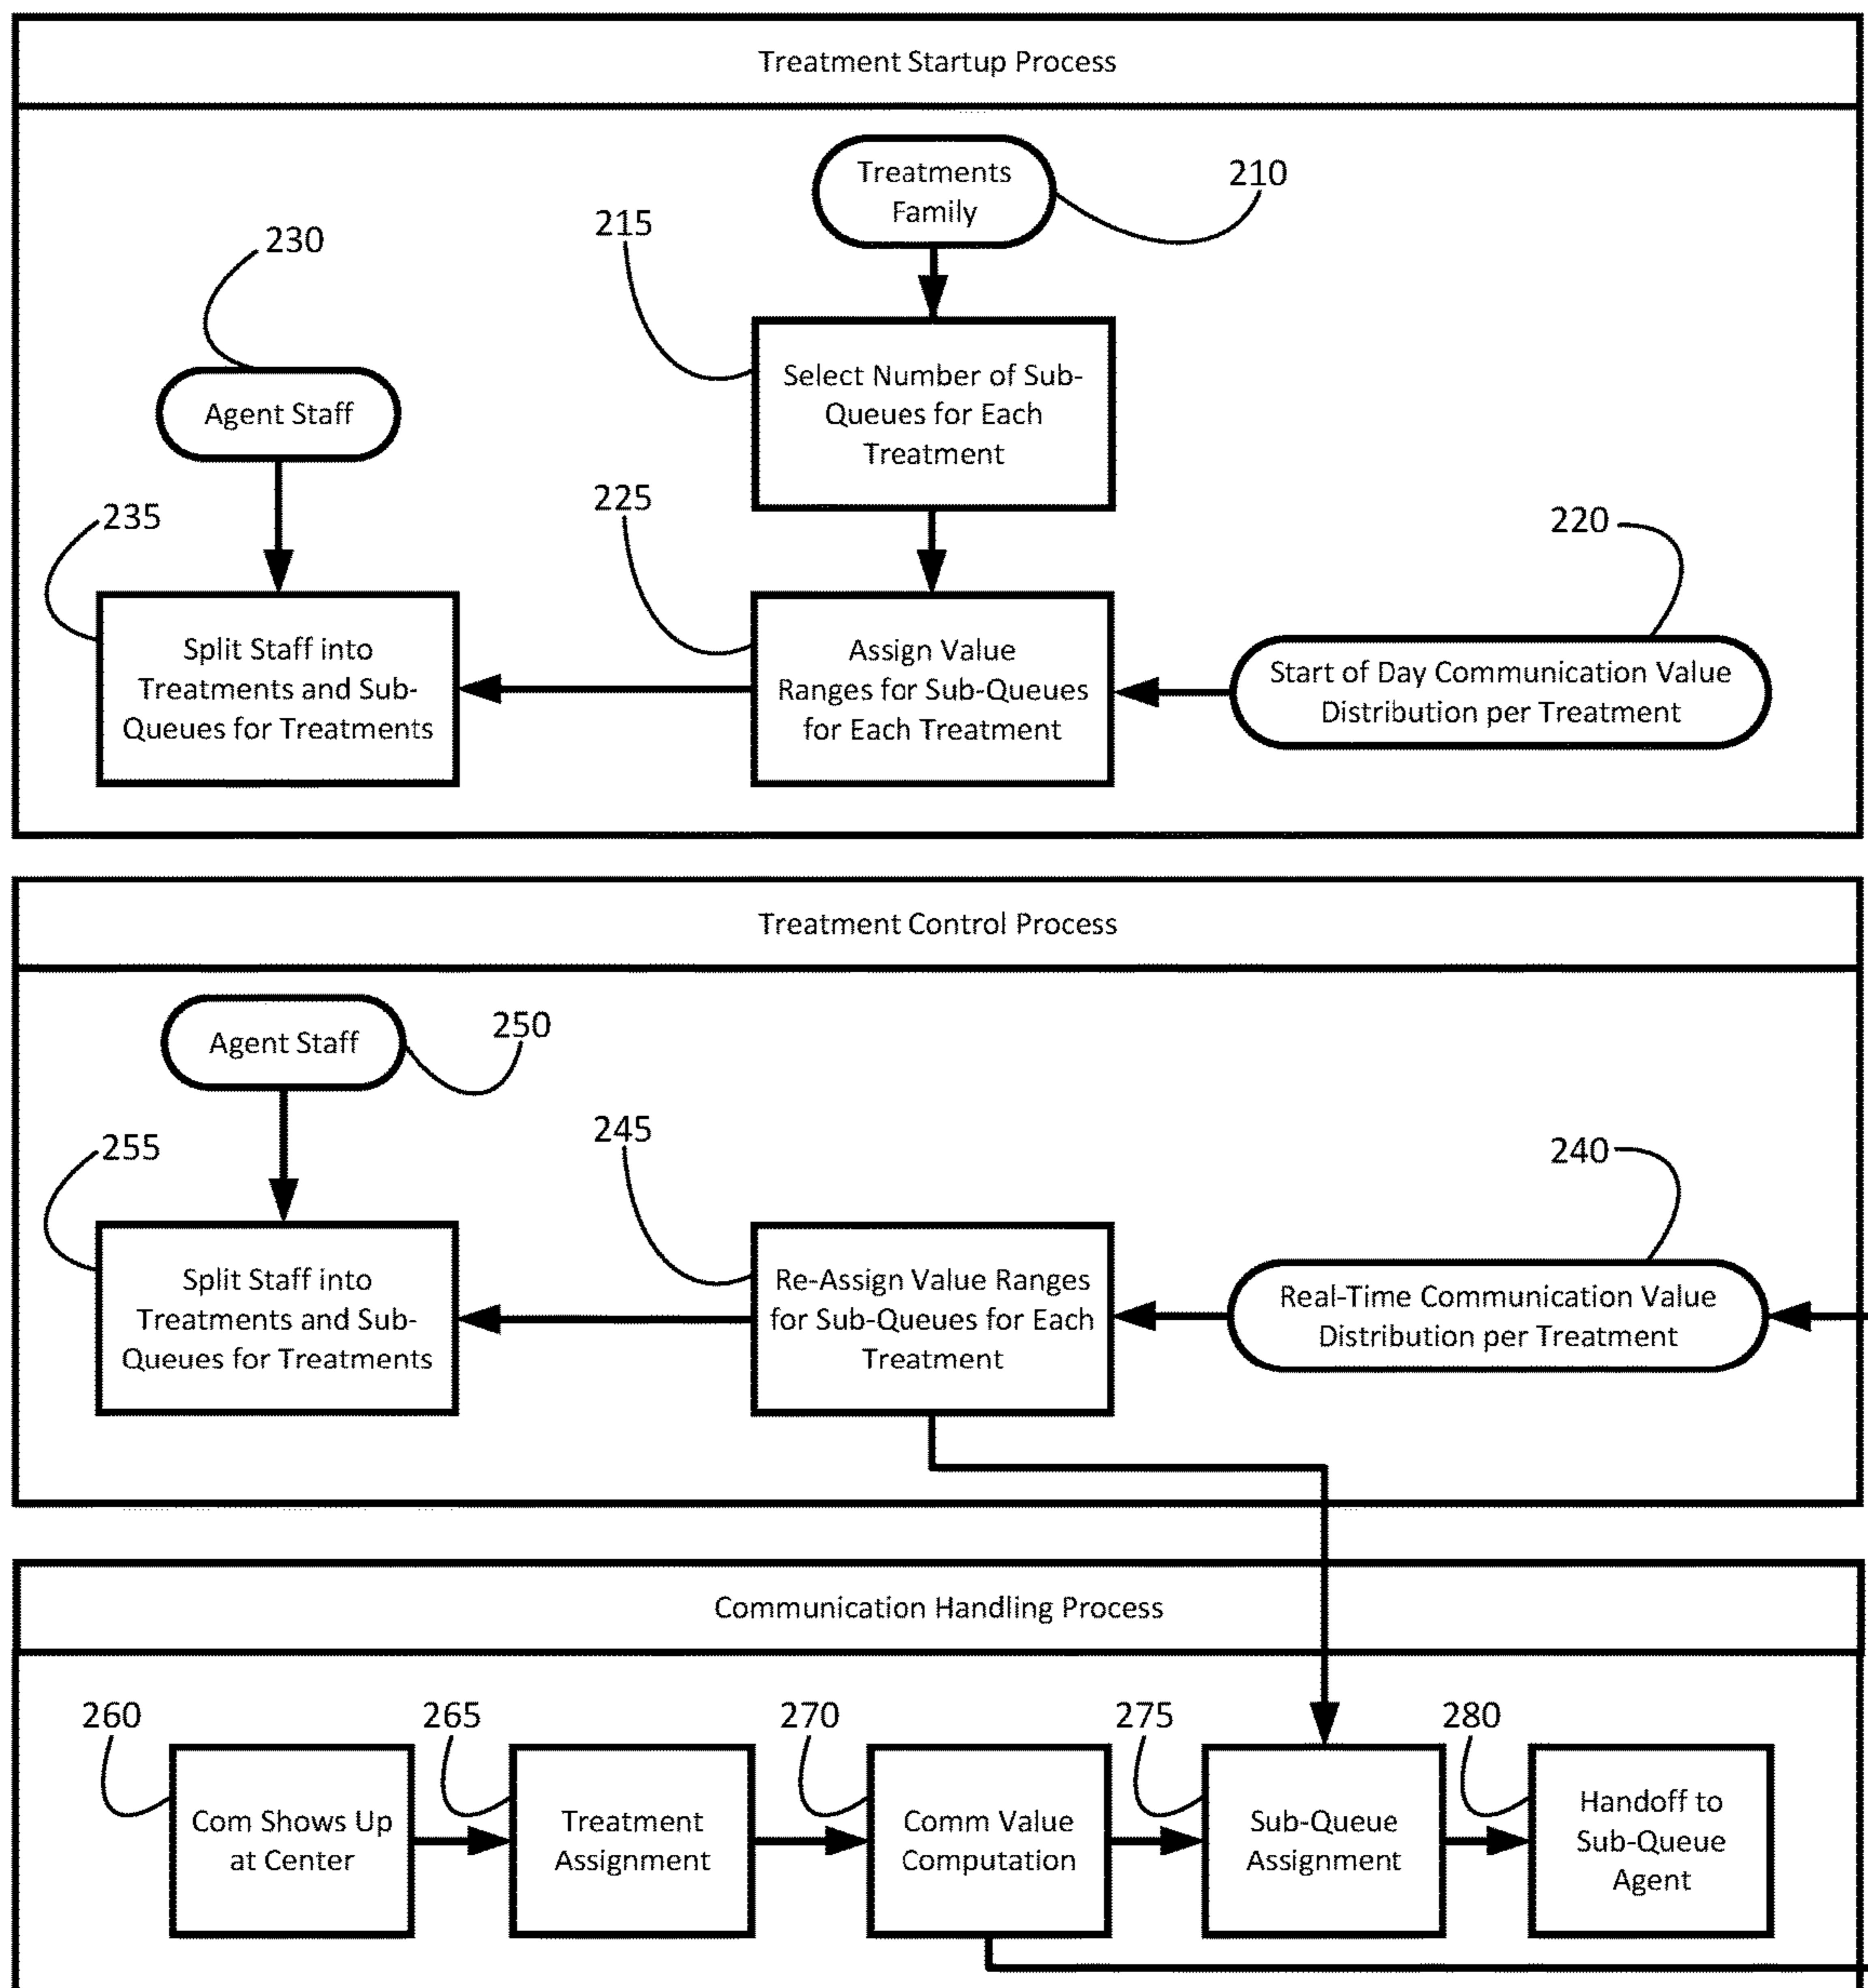 Treatment Startup Process
Treatments
Family
210
215
230
Select Number of Sub-
Queues for Each
Treatment
Agent Staff
235
225
220
Split Staff into
Treatments and Sub-
Queues for Treatments
Assign Value
Ranges for Sub-Queues
for Each Treatment
Start of Day Communication Value
Distribution per Treatment
Treatment Control Process
Agent Staff
250
255
245
240
Split Staff into
Treatments and Sub-
Queues for Treatments
Re-Assign Value Ranges
for Sub-Queues for Each
Treatment
Real-Time Communication Value
Distribution per Treatment
Communication Handling Process
260
265
270
275
280
Com Shows Up
at Center
Treatment
Assignment
Comm Value
Computation
Sub-Queue
Assignment
Handoff to
Sub-Queue
Agent